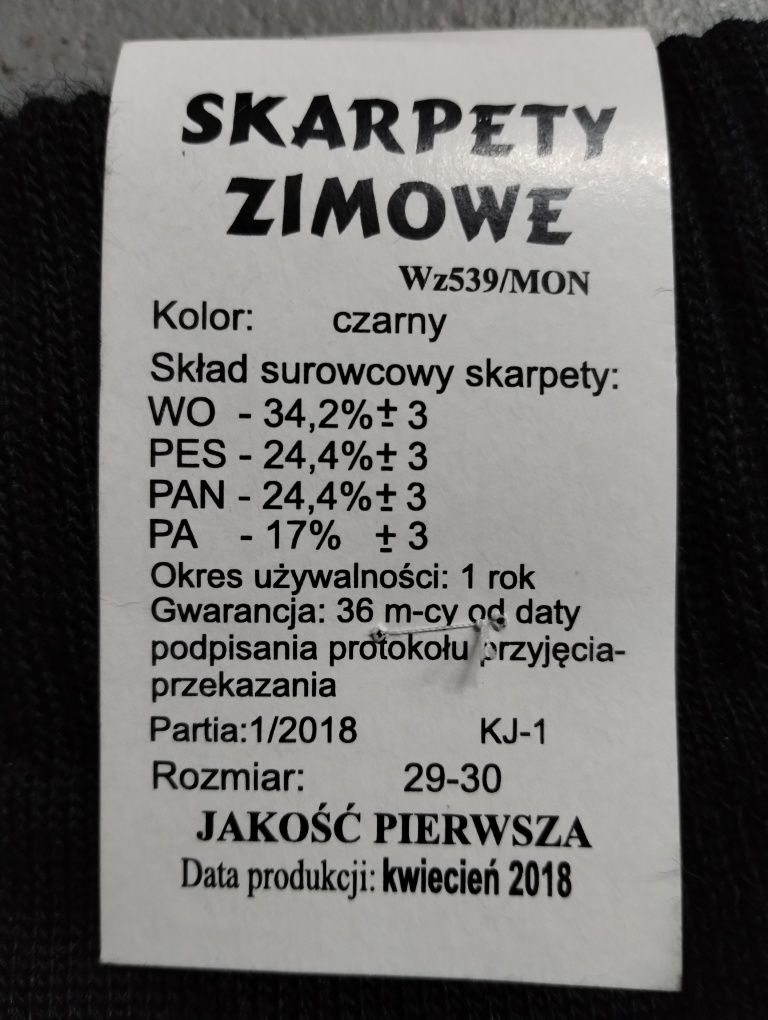 SKARPETY
ZIMOWE
Wz539/MON
Kolor: czarny
Skład surowcowy skarpety:
WO - 34,2% ± 3
PES - 24,4% ± 3
PAN - 24,4% ± 3
PA - 17% ± 3
Okres używalności: 1 rok
Gwarancja: 36 m-cy od daty
podpisania protokołu przyjęcia-
przekazania
Partia:1/2018 KJ-1
Rozmiar: 29-30
JAKOŚĆ PIERWSZA
Data produkcji: kwiecień 2018